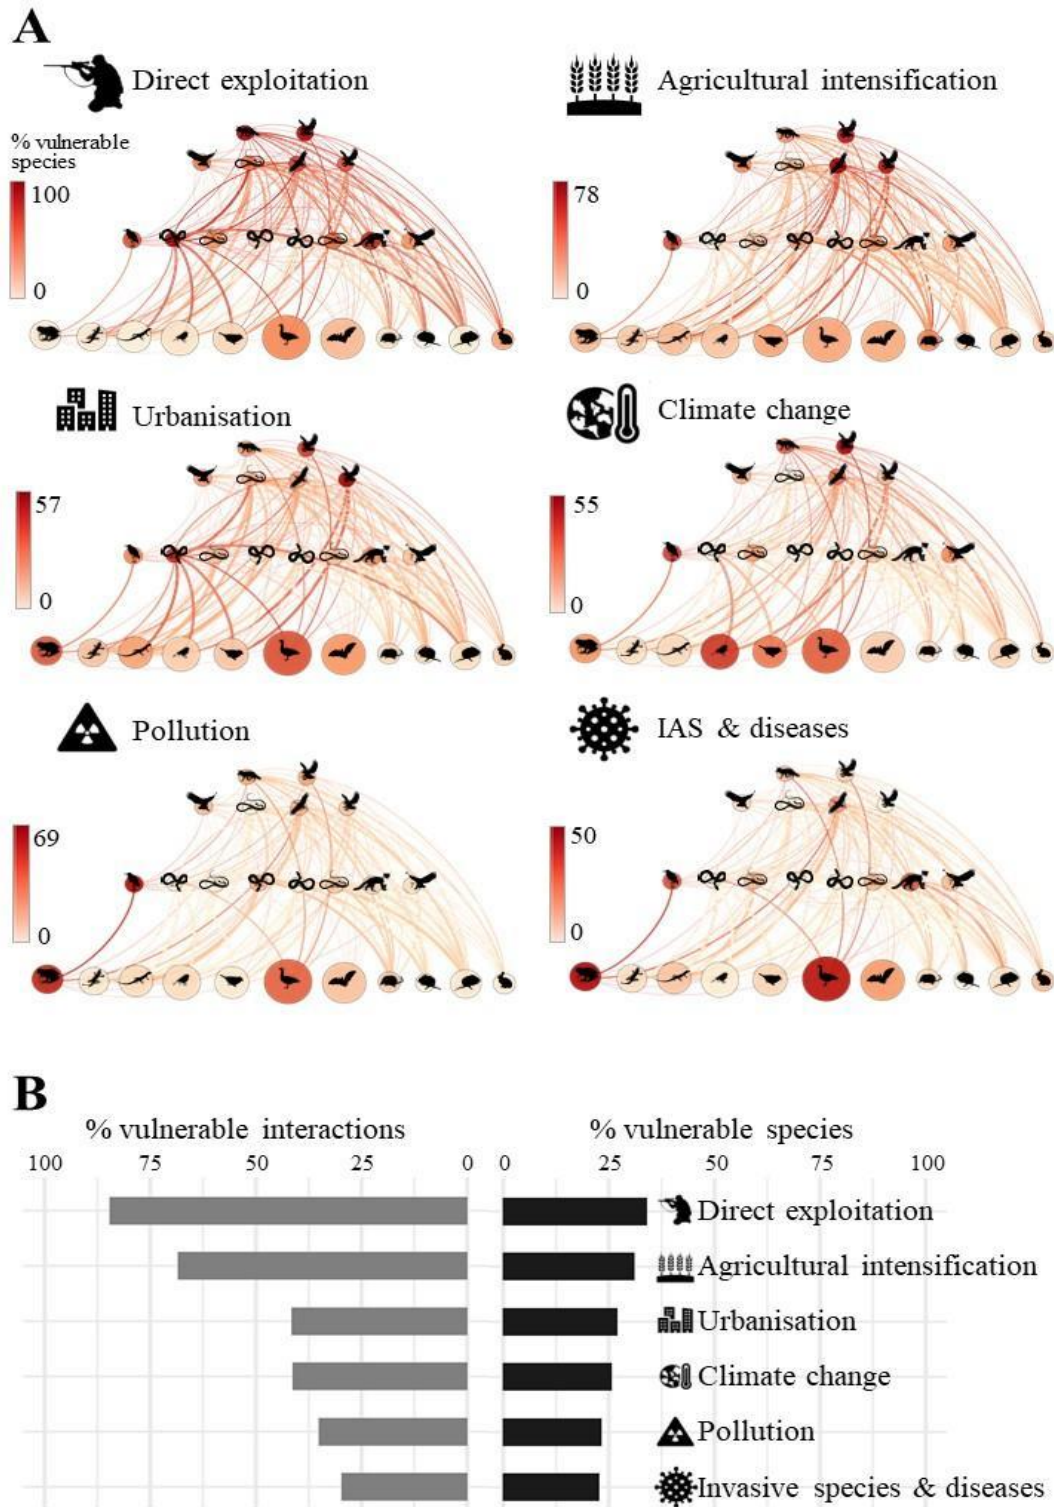 A
Direct exploitation
Agricultural intensification
% vulnerable
species
100
0
78
0
Urbanisation
Climate change
57
0
55
0
Pollution
IAS & diseases
69
0
50
0
B
% vulnerable interactions
% vulnerable species
100 75 50 25 0 0 25 50 75 100
Direct exploitation
Agricultural intensification
Urbanisation
Climate change
Pollution
Invasive species & diseases